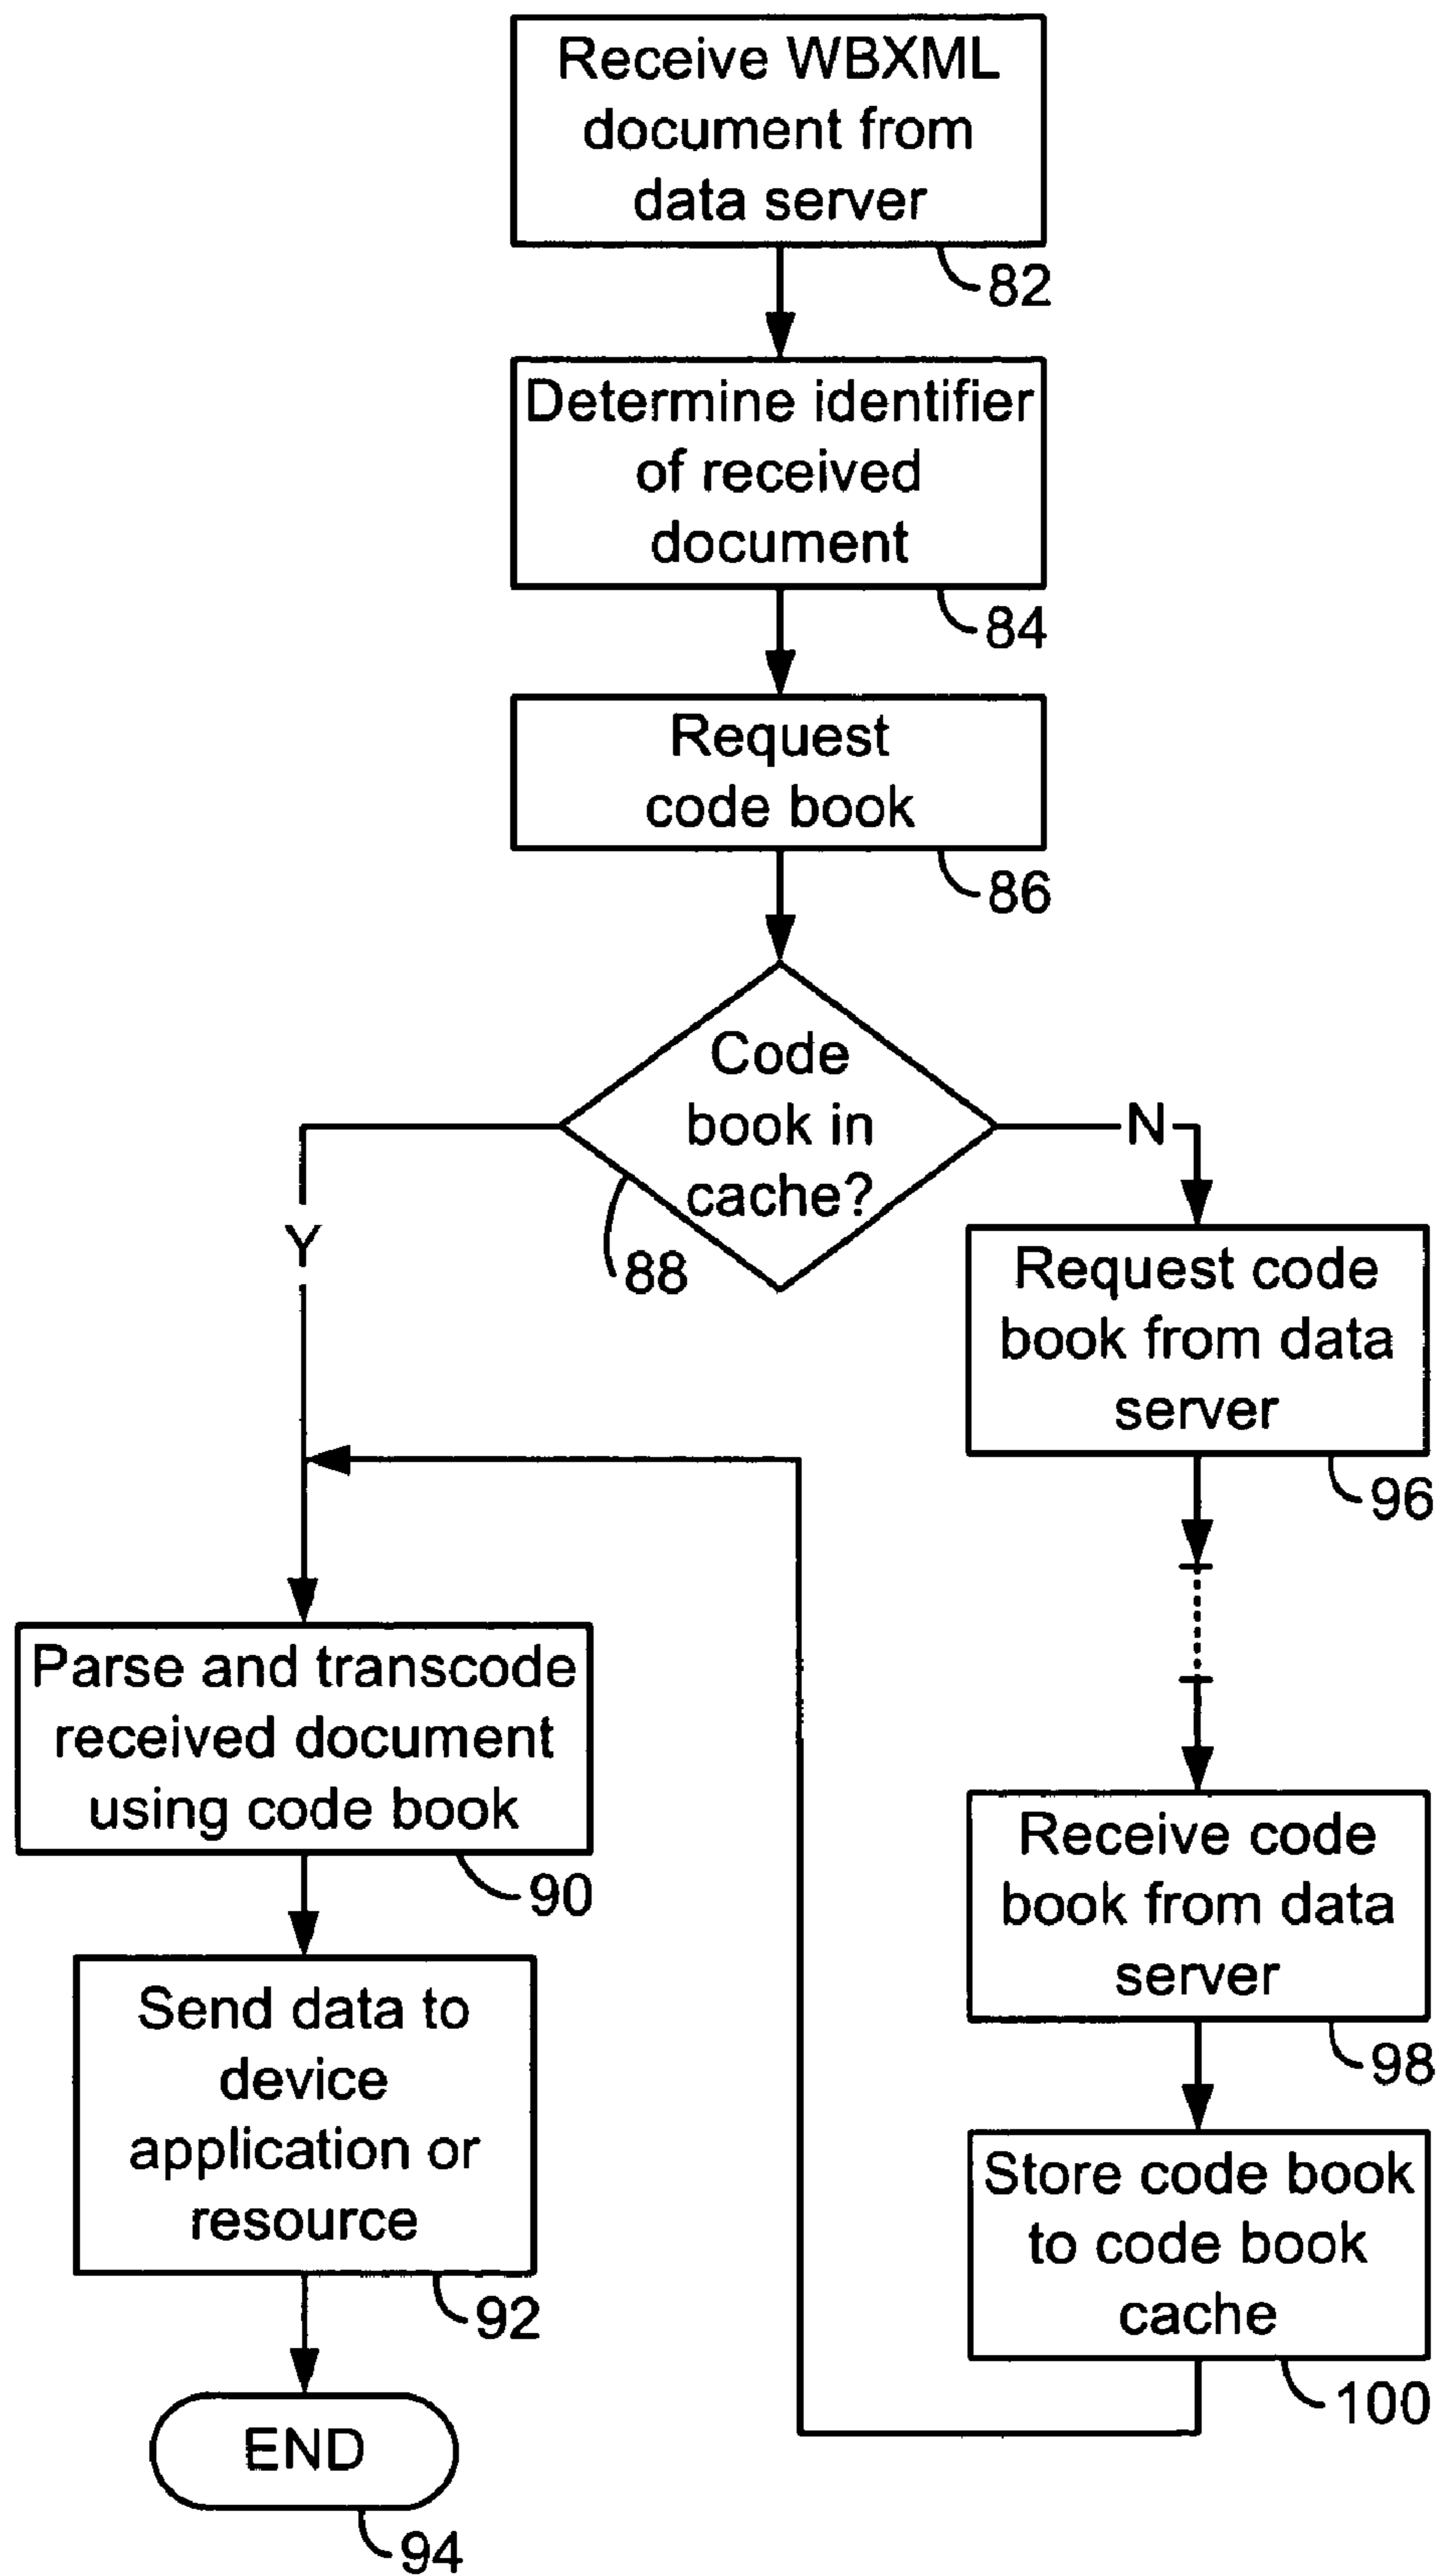 Receive WBXML
document from
data server
82
Determine identifier
of received
document
84
Request
code book
86
Code
book in
cache?
88
Y
N
Request code
book from data
server
96
Receive code
book from data
server
98
Store code book
to code book
cache
100
Parse and transcode
received document
using code book
90
Send data to
device
application or
resource
92
END
94